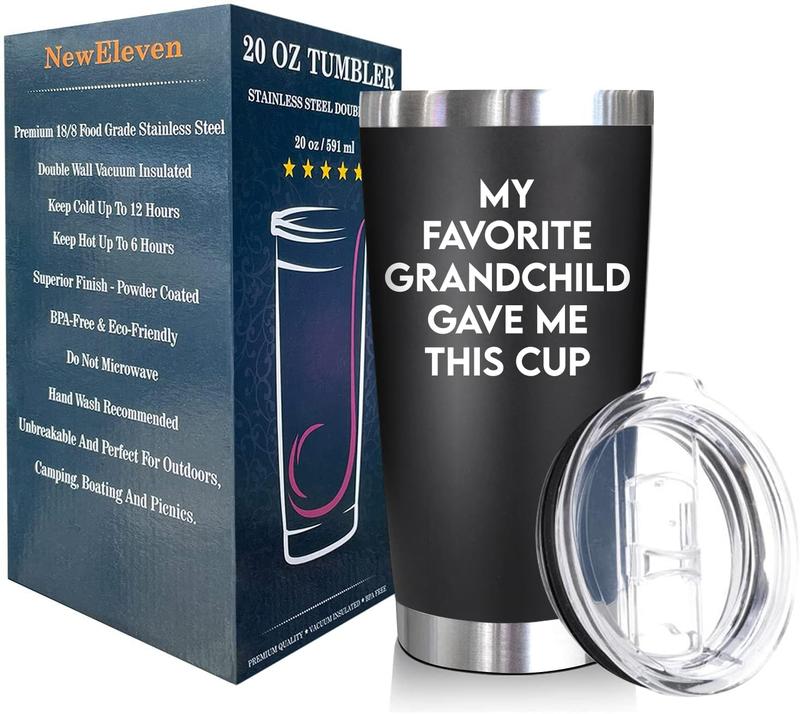 NewEleven
Premium 18/8 Food Grade Stainless Steel
Double Wall Vacuum Insulated
Keep Cold Up To 12 Hours
Keep Hot Up To 6 Hours
Superior Finish - Powder Coated
BPA-Free & Eco-Friendly
Do Not Microwave
Hand Wash Recommended
Unbreakable And Perfect For Outdoors,
Camping, Boating And Picnics.
20 OZ TUMBLER
STAINLESS STEEL
20 oz / 591 ml
PREMIUM QUALITY * VACUUM INSULATED * BPA FREE
MY
FAVORITE
GRANDCHILD
GAVE ME
THIS CUP